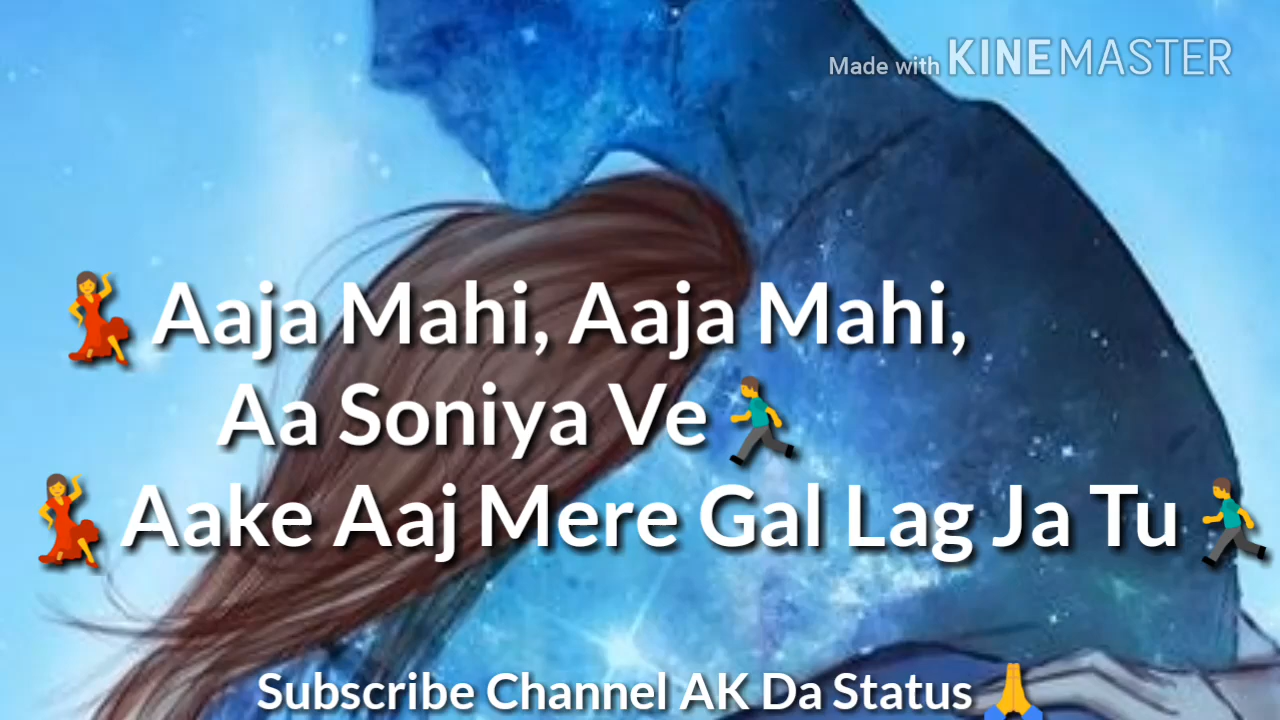 Made with KINEMASTER
💃Aaja Mahi, Aaja Mahi,
Aa Soniya Ve🏃‍♂️
💃Aake Aaj Mere Gal Lag Ja Tu🏃‍♂️
Subscribe Channel AK Da Status🙏